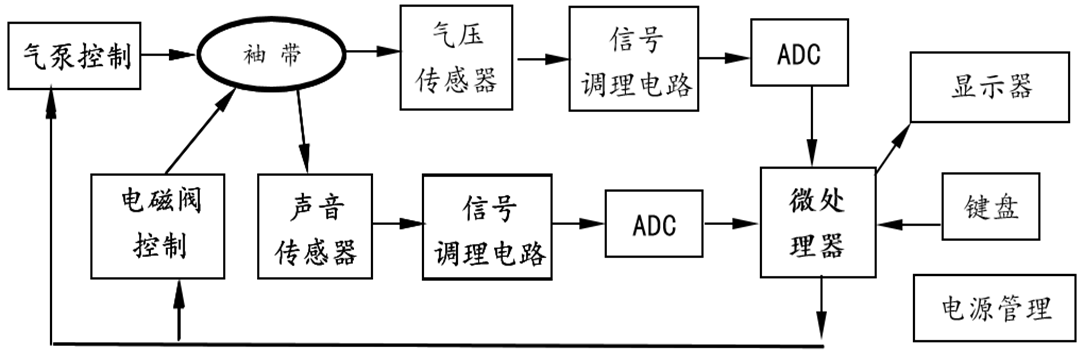 气泵控制
袖带
气压
传感器
信号
调理电路
ADC
显示器
电磁阀
控制
声音
传感器
信号
调理电路
ADC
微处
理器
键盘
电源管理